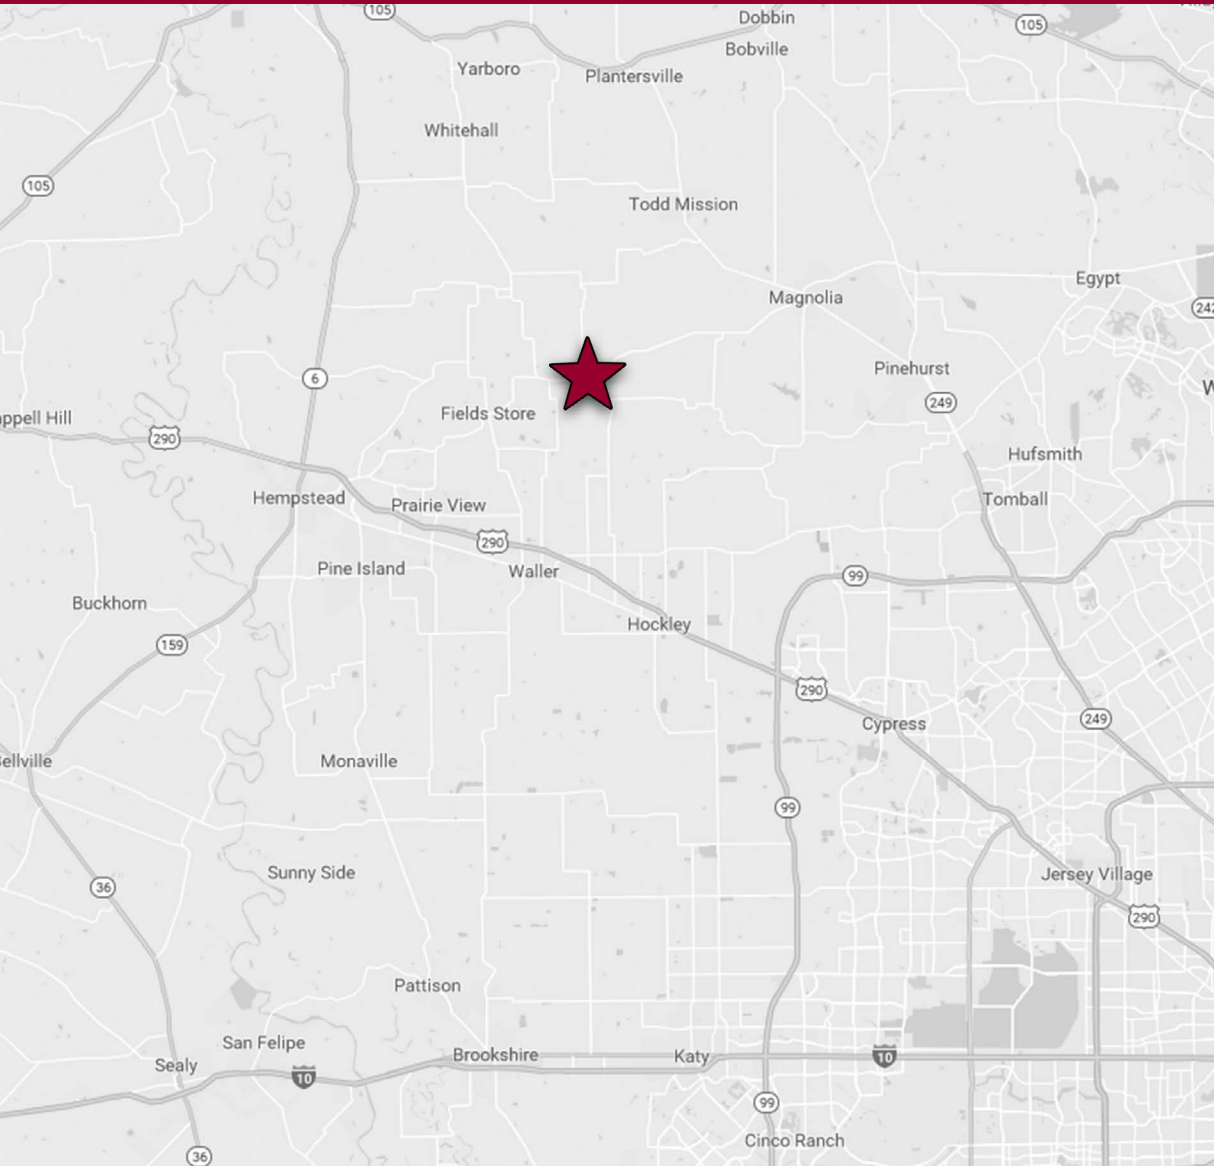 105
Dobbin
105
Bobville
Yarboro
Plantersville
Whitehall
105
Todd Mission
Egypt
Magnolia
242
Pinehurst
6
249
Fields Store
appell Hill
290
Hufsmith
Hempstead
Prairie View
Tomball
290
Pine Island
Waller
99
Buckhorn
Hockley
159
290
249
Cypress
Bellville
Monaville
99
Sunny Side
Jersey Village
36
290
Pattison
San Felipe
Brookshire
Katy
10
Sealy
10
99
Cinco Ranch
36